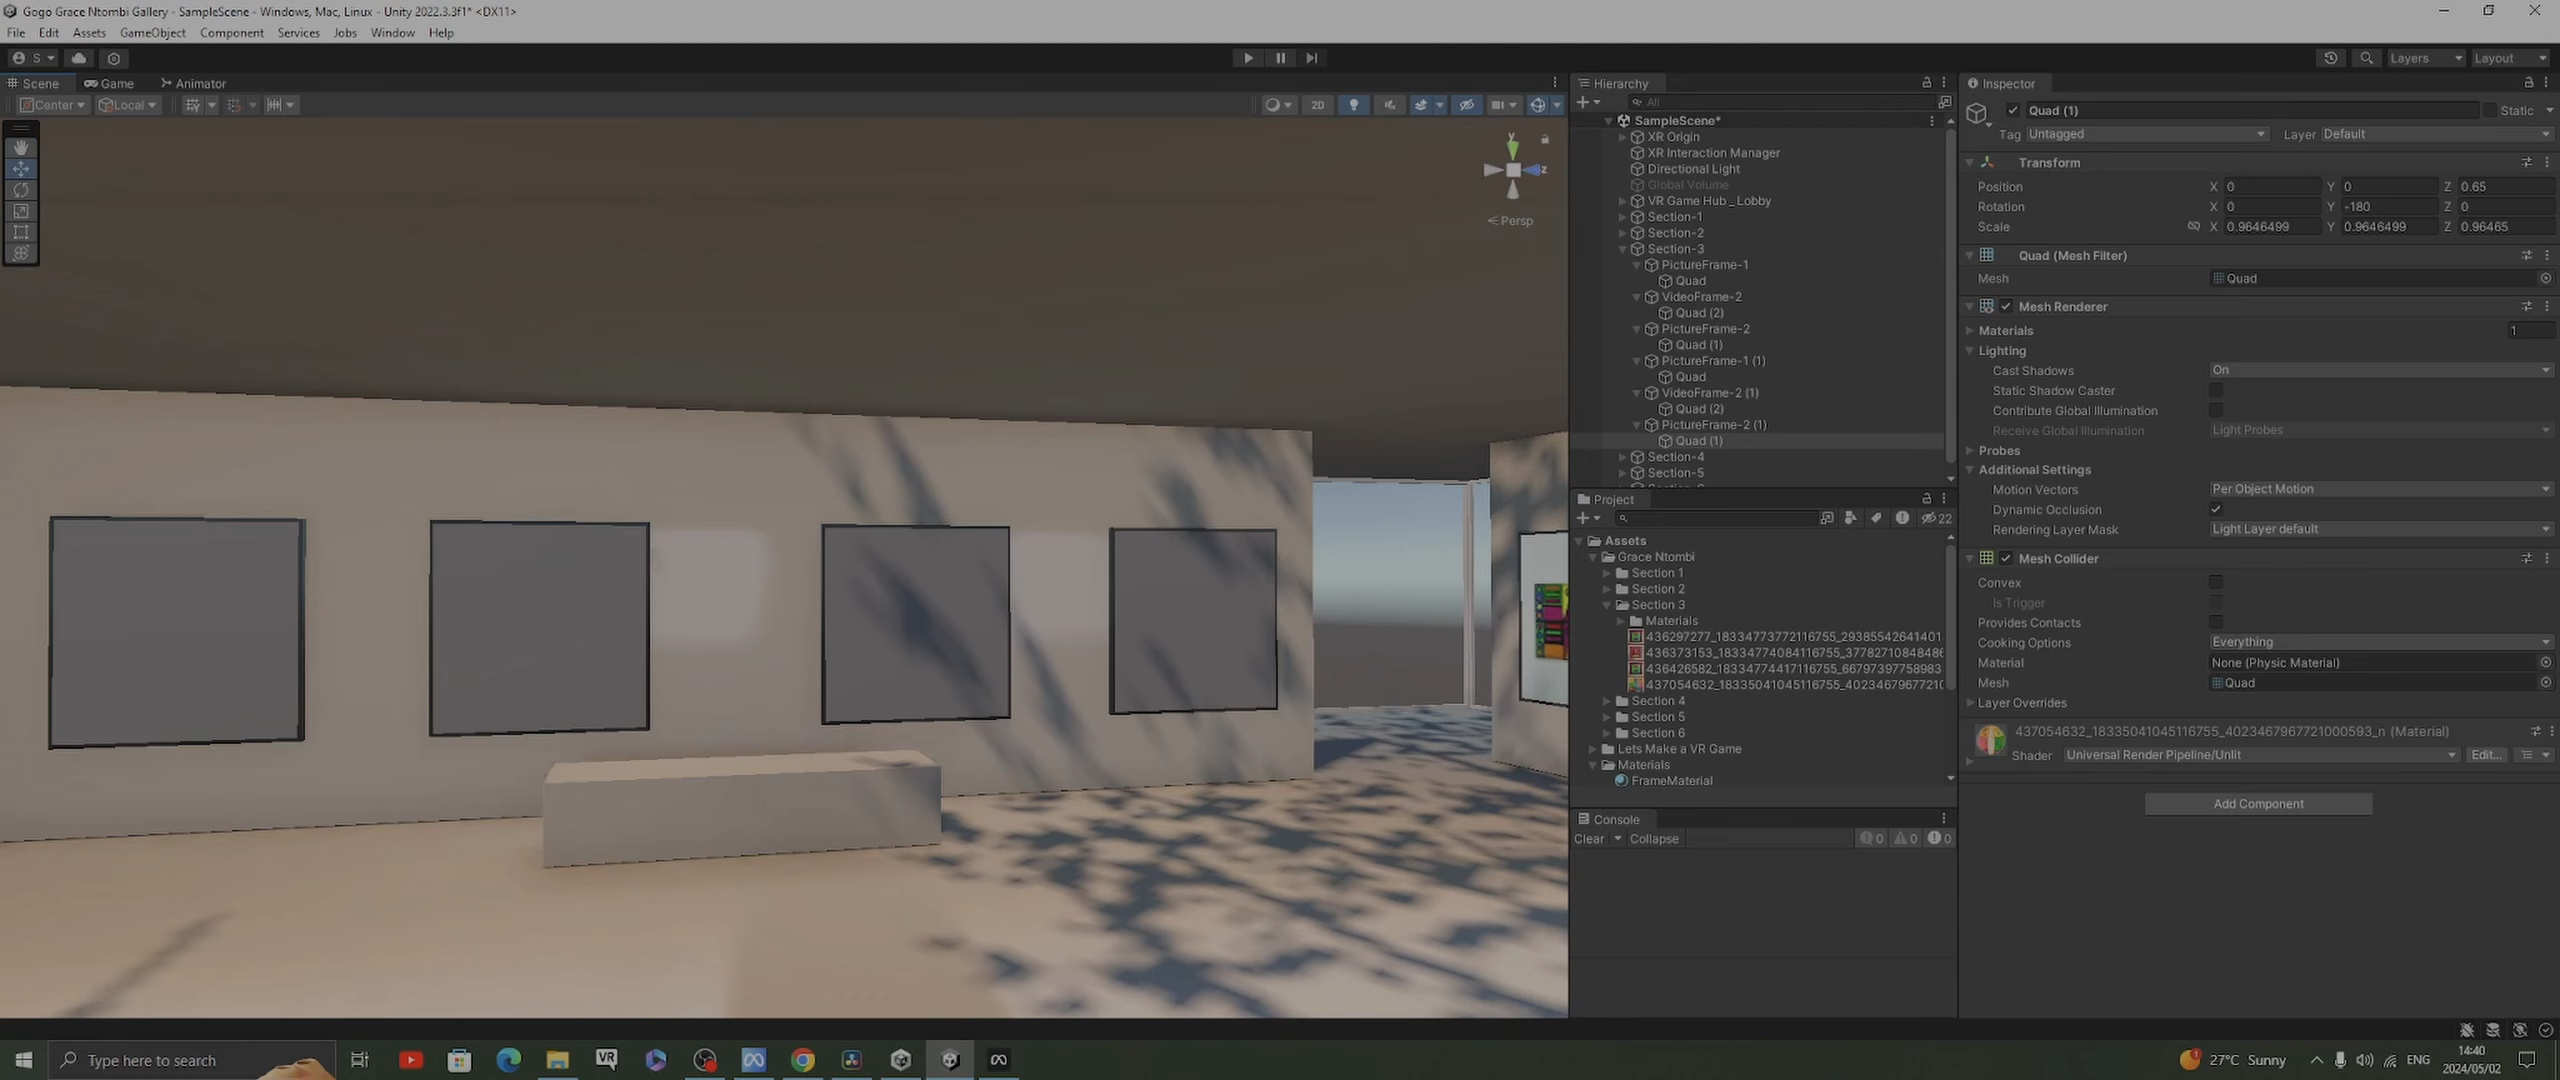 Gogo Grace Ntombi Gallery - SampleScene - Windows, Mac, Linux - Unity 2022.3.3f1* <DX11>
File Edit Assets GameObject Component Services Jobs Window Help
S
Layers Layout
Scene Game Animator
Center Local
2D
y
z
< Persp
Hierarchy
All
SampleScene*
XR Origin
XR Interaction Manager
Directional Light
Global Volume
VR Game Hub _ Lobby
Section-1
Section-2
Section-3
PictureFrame-1
Quad
VideoFrame-2
Quad (2)
PictureFrame-2
Quad (1)
PictureFrame-1 (1)
Quad
VideoFrame-2 (1)
Quad (2)
PictureFrame-2 (1)
Quad (1)
Section-4
Section-5
Project
22
Assets
Grace Ntombi
Section 1
Section 2
Section 3
Materials
436297277_18334773772116755_29385542641401
436373153_18334774084116755_37782710848486
436426582_18334774417116755_66797397758983
437054632_18335041045116755_40234679677210
Section 4
Section 5
Section 6
Lets Make a VR Game
Materials
FrameMaterial
Console
Clear Collapse 0 0 0
Inspector
Quad (1) Static
Tag Untagged Layer Default
Transform
Position X 0 Y 0 Z 0.65
Rotation X 0 Y -180 Z 0
Scale X 0.9646499 Y 0.9646499 Z 0.96465
Quad (Mesh Filter)
Mesh Quad
Mesh Renderer
Materials 1
Lighting
Cast Shadows On
Static Shadow Caster
Contribute Global Illumination
Receive Global Illumination Light Probes
Probes
Additional Settings
Motion Vectors Per Object Motion
Dynamic Occlusion
Rendering Layer Mask Light Layer default
Mesh Collider
Convex
Is Trigger
Provides Contacts
Cooking Options Everything
Material None (Physic Material)
Mesh Quad
Layer Overrides
437054632_18335041045116755_4023467967721000593_n (Material)
Shader Universal Render Pipeline/Unlit Edit...
Add Component
Type here to search
VR
27°C Sunny ENG
14:40
2024/05/02